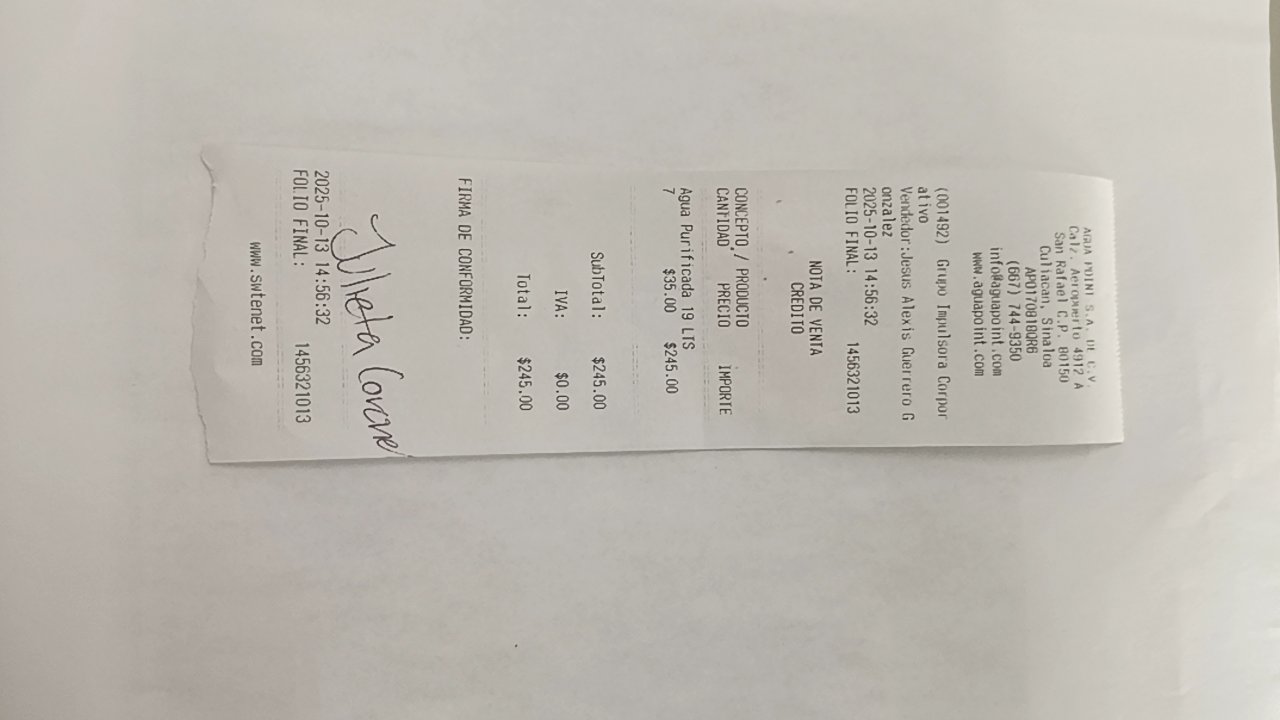 AGUA POINT S.A. DE C.V.
Calz. Aeropuerto 4912 A
San Rafael C.P. 80150
Culiacan, Sinaloa
APO170818QR6
(667) 744-9350
info@aguapoint.com
www.aguapoint.com
(001492) Grupo Impulsora Corpor
ativo
Vendedor:Jesus Alexis Guerrero G
onzalez
2025-10-13 14:56:32
FOLIO FINAL: 1456321013
NOTA DE VENTA
CREDITO
CONCEPTO / PRODUCTO
CANTIDAD PRECIO IMPORTE
Agua Purificada 19 LTS
7 $35.00 $245.00
SubTotal: $245.00
IVA: $0.00
Total: $245.00
FIRMA DE CONFORMIDAD:
Julieta
2025-10-13 14:56:32
FOLIO FINAL: 1456321013
www.swtenet.com